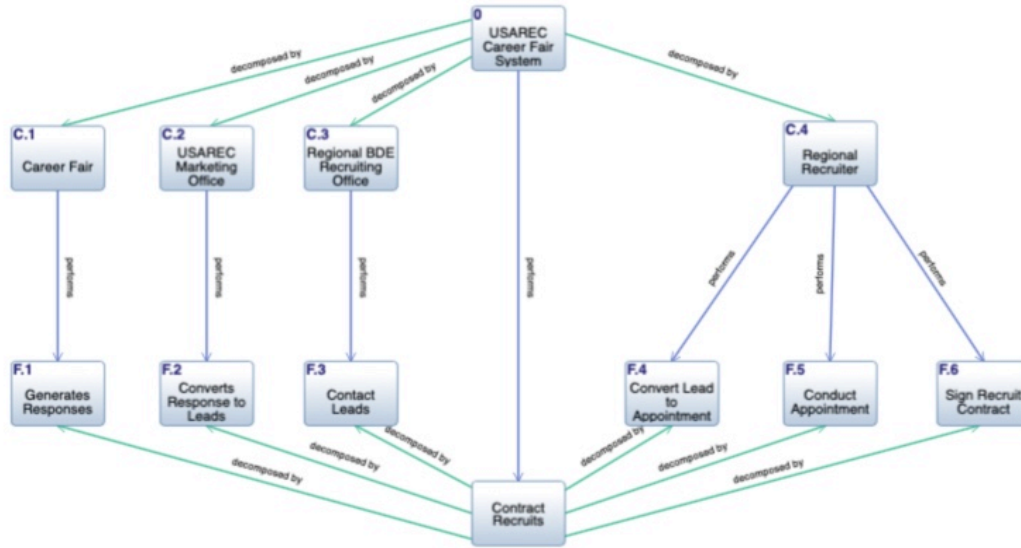 0
USAREC
Career Fair
System
decomposed by
decomposed by
decomposed by
decomposed by
C.1
Career Fair
C.2
USAREC
Marketing
Office
C.3
Regional BDE
Recruiting
Office
C.4
Regional
Recruiter
performs
performs
performs
performs
performs
performs
performs
F.1
Generates
Responses
F.2
Converts
Response to
Leads
F.3
Contact
Leads
F.4
Convert Lead
to
Appointment
F.5
Conduct
Appointment
F.6
Sign Recruit
Contract
decomposed by
decomposed by
decomposed by
decomposed by
decomposed by
decomposed by
Contract
Recruits